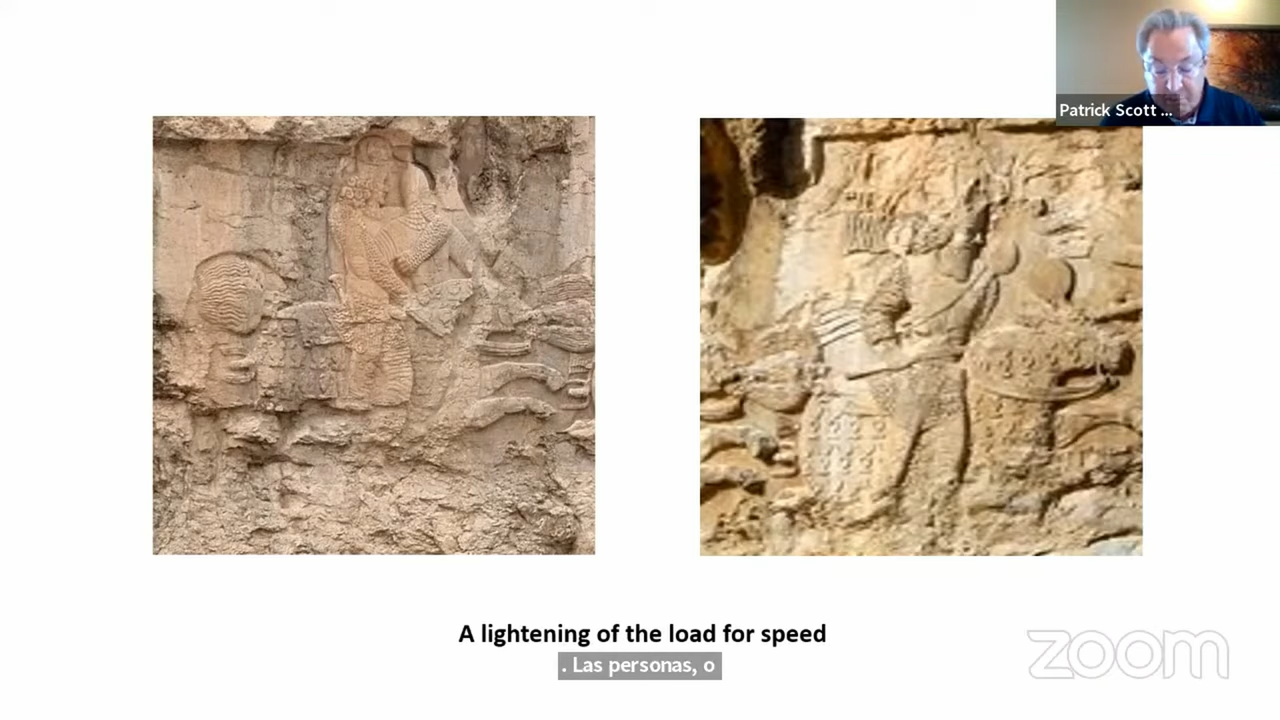 Patrick Scott ...
A lightening of the load for speed
. Las personas, o
zoom